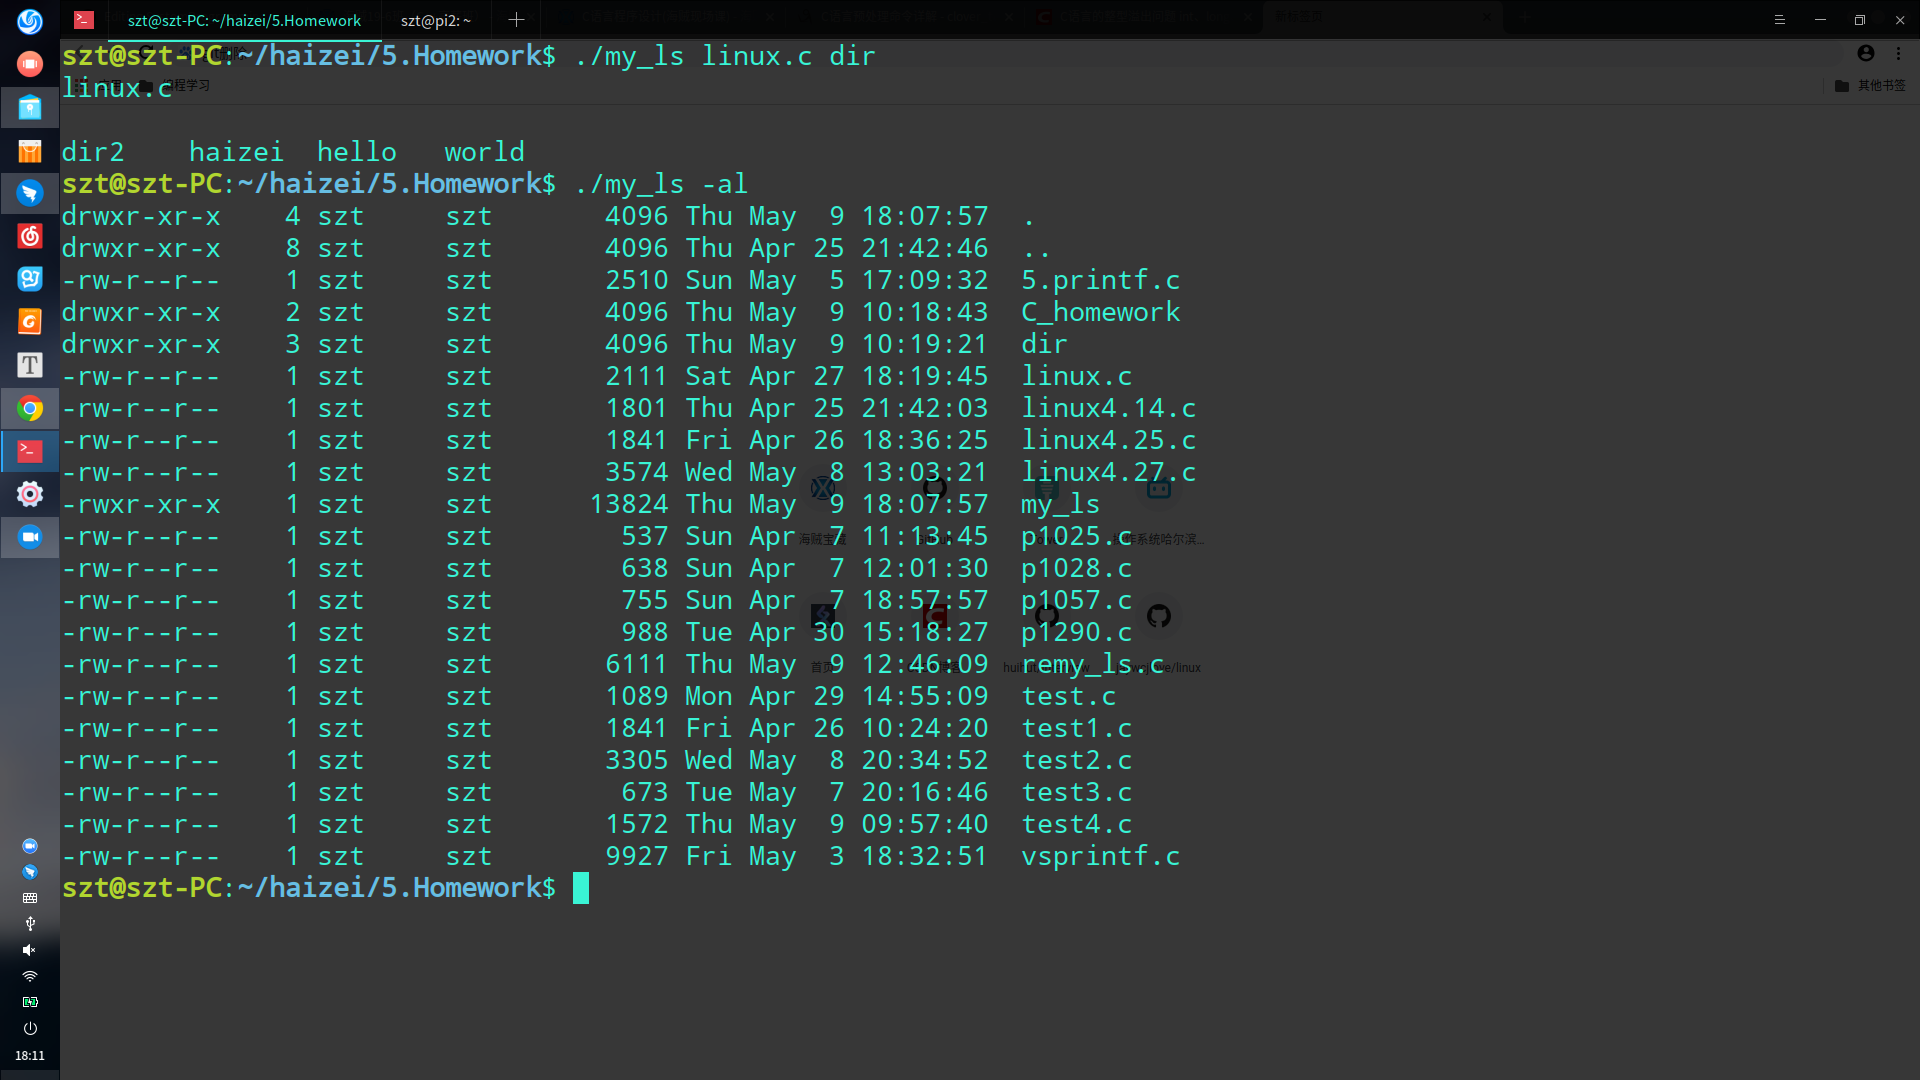 szt@szt-PC: ~/haizei/5.Homework
szt@pi2: ~
szt@szt-PC:~/haizei/5.Homework$ ./my_ls linux.c dir
linux.c
编程学习
其他书签
dir2    haizei  hello   world
szt@szt-PC:~/haizei/5.Homework$ ./my_ls -al
drwxr-xr-x    4 szt     szt         4096 Thu May  9 18:07:57  .
drwxr-xr-x    8 szt     szt         4096 Thu Apr 25 21:42:46  ..
-rw-r--r--    1 szt     szt         2510 Sun May  5 17:09:32  5.printf.c
drwxr-xr-x    2 szt     szt         4096 Thu May  9 10:18:43  C_homework
drwxr-xr-x    3 szt     szt         4096 Thu May  9 10:19:21  dir
-rw-r--r--    1 szt     szt         2111 Sat Apr 27 18:19:45  linux.c
-rw-r--r--    1 szt     szt         1801 Thu Apr 25 21:42:03  linux4.14.c
-rw-r--r--    1 szt     szt         1841 Fri Apr 26 18:36:25  linux4.25.c
-rw-r--r--    1 szt     szt         3574 Wed May  8 13:03:21  linux4.27.c
-rwxr-xr-x    1 szt     szt        13824 Thu May  9 18:07:57  my_ls
-rw-r--r--    1 szt     szt          537 Sun Apr  7 11:13:45  p1025.c
-rw-r--r--    1 szt     szt          638 Sun Apr  7 12:01:30  p1028.c
-rw-r--r--    1 szt     szt          755 Sun Apr  7 18:57:57  p1057.c
-rw-r--r--    1 szt     szt          988 Tue Apr 30 15:18:27  p1290.c
-rw-r--r--    1 szt     szt         6111 Thu May  9 12:46:09  remy_ls.c
-rw-r--r--    1 szt     szt         1089 Mon Apr 29 14:55:09  test.c
-rw-r--r--    1 szt     szt         1841 Fri Apr 26 10:24:20  test1.c
-rw-r--r--    1 szt     szt         3305 Wed May  8 20:34:52  test2.c
-rw-r--r--    1 szt     szt          673 Tue May  7 20:16:46  test3.c
-rw-r--r--    1 szt     szt         1572 Thu May  9 09:57:40  test4.c
-rw-r--r--    1 szt     szt         9927 Fri May  3 18:32:51  vsprintf.c
szt@szt-PC:~/haizei/5.Homework$
18:11